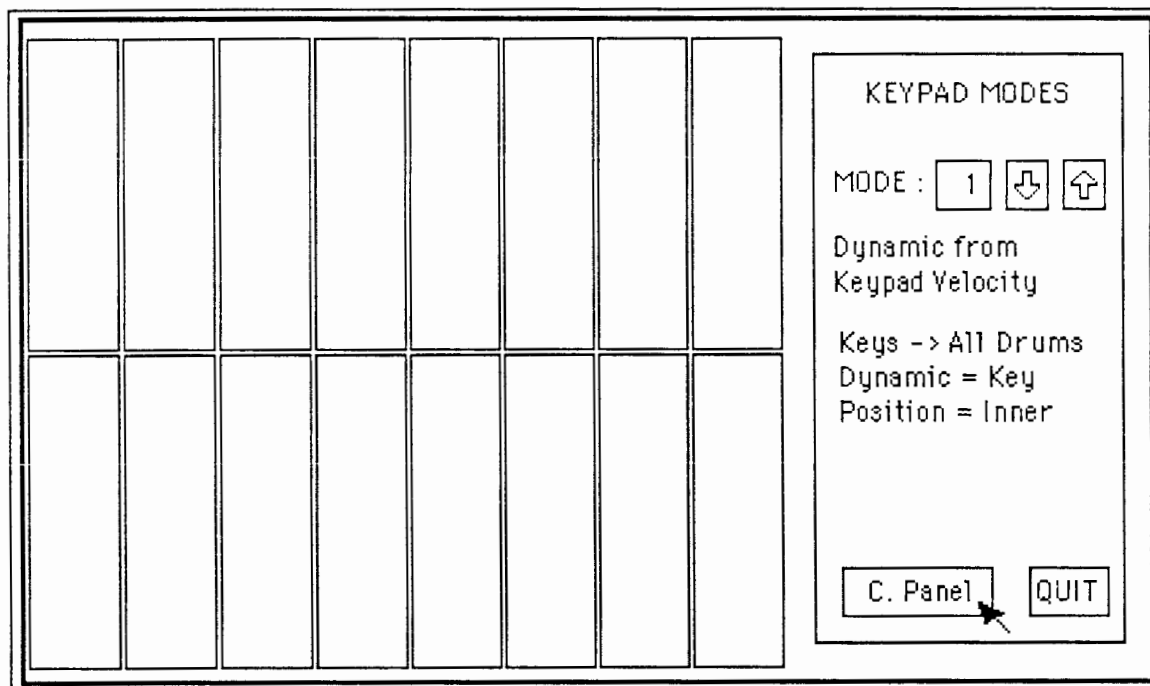 KEYPAD MODES
MODE : 1
Dynamic from
Keypad Velocity
Keys -> All Drums
Dynamic = Key
Position = Inner
C. Panel QUIT